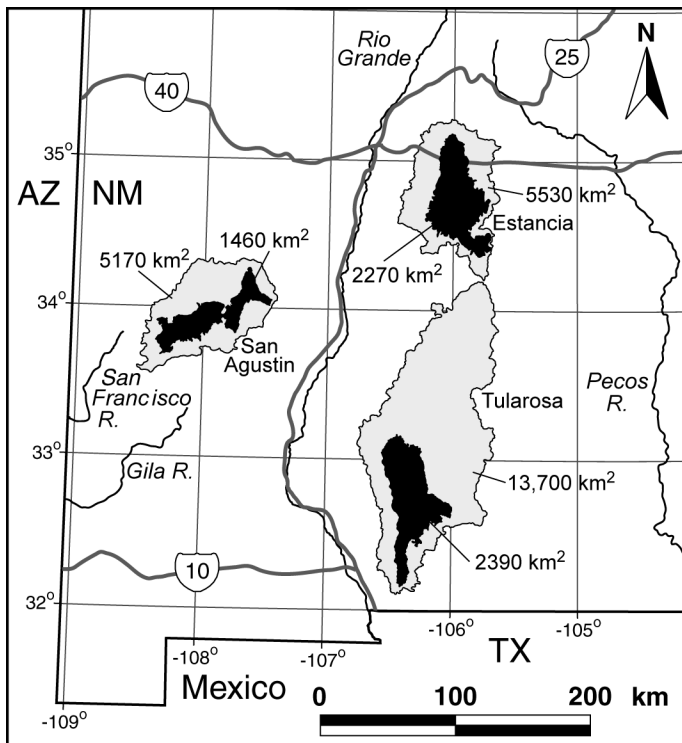 Rio
Grande
N
25
40
35°
AZ
NM
5530 km²
Estancia
1460 km²
5170 km²
2270 km²
34°
San
Agustin
San
Francisco
R.
Tularosa
Pecos
R.
33°
Gila R.
13,700 km²
2390 km²
10
32°
-108°
-107°
-106°
-105°
TX
Mexico
-109°
0
100
200
km